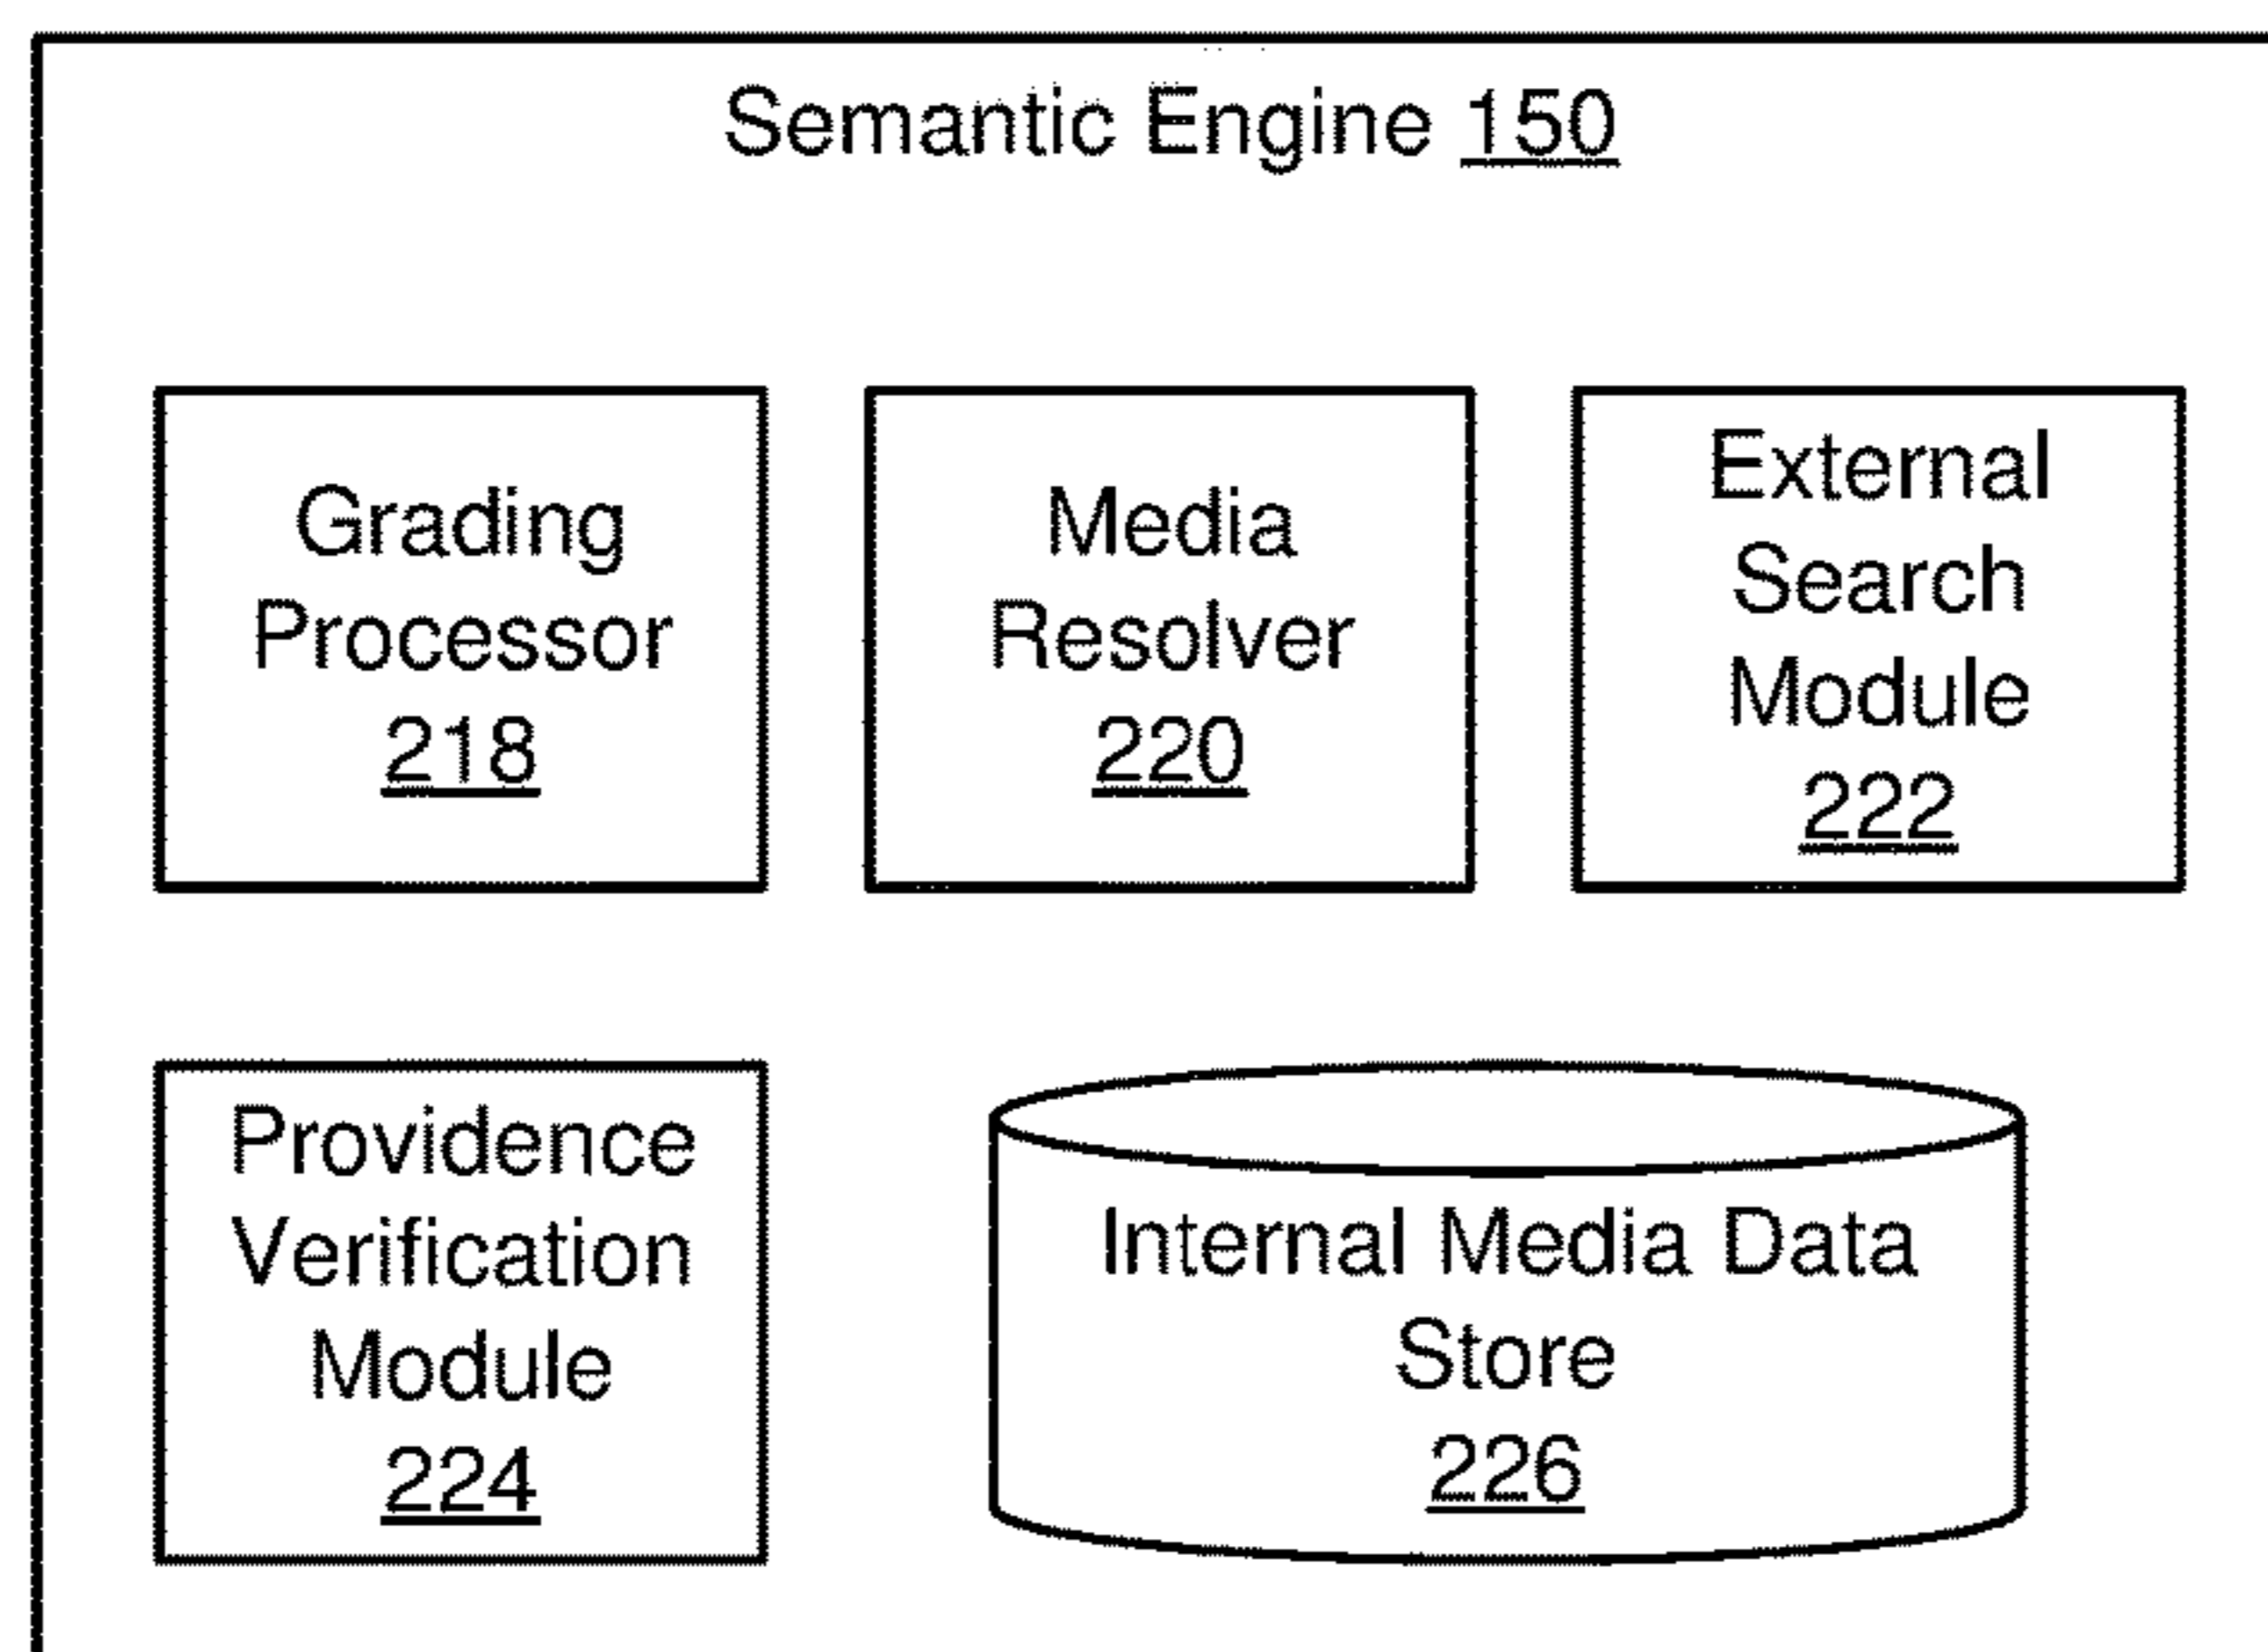 Semantic Engine 150
Grading
Processor
218
Media
Resolver
220
External
Search
Module
222
Providence
Verification
Module
224
Internal Media Data
Store
226